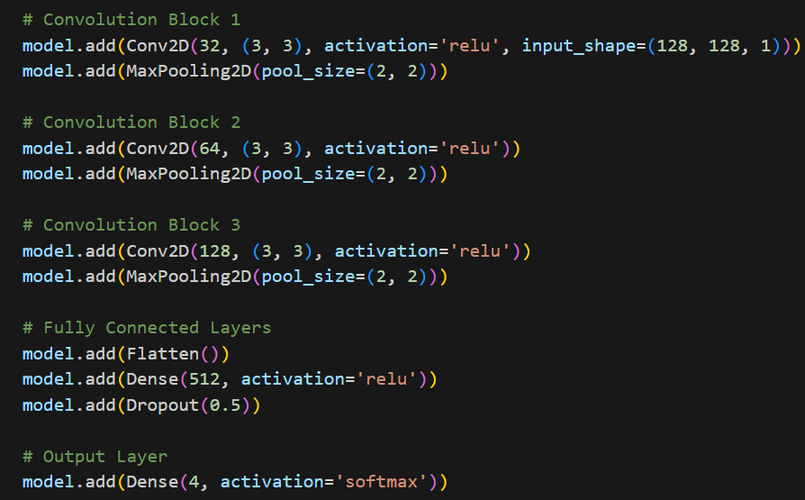 # Convolution Block 1
model.add(Conv2D(32, (3, 3), activation='relu', input_shape=(128, 128, 1)))
model.add(MaxPooling2D(pool_size=(2, 2)))
# Convolution Block 2
model.add(Conv2D(64, (3, 3), activation='relu'))
model.add(MaxPooling2D(pool_size=(2, 2)))
# Convolution Block 3
model.add(Conv2D(128, (3, 3), activation='relu'))
model.add(MaxPooling2D(pool_size=(2, 2)))
# Fully Connected Layers
model.add(Flatten())
model.add(Dense(512, activation='relu'))
model.add(Dropout(0.5))
# Output Layer
model.add(Dense(4, activation='softmax'))